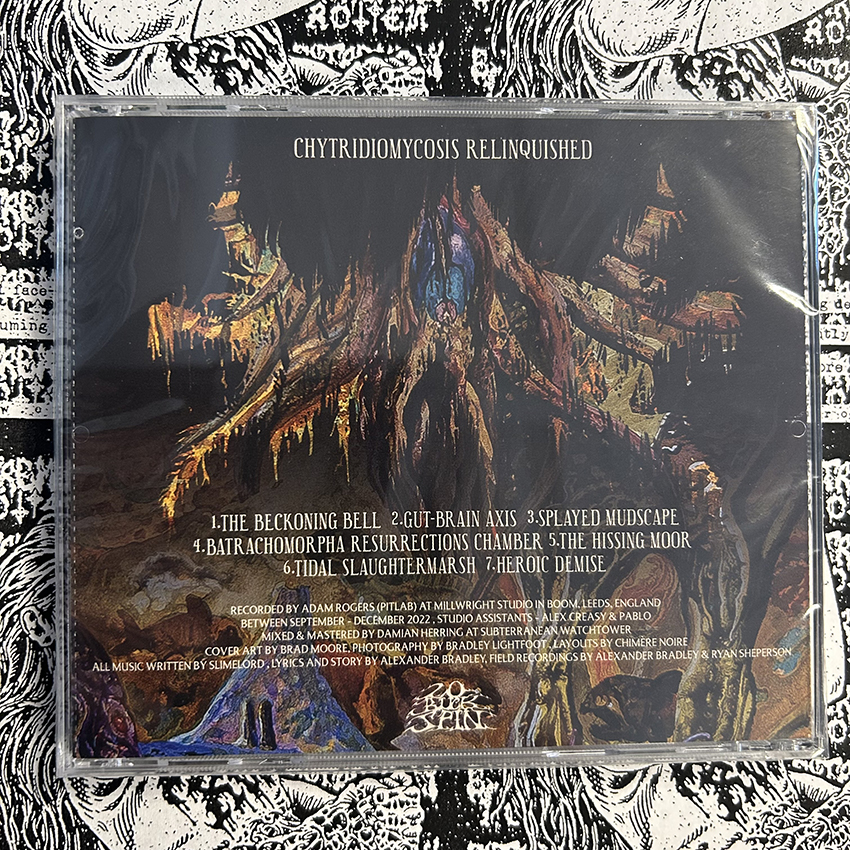 ROTTEN
ROTTEN
CHYTRIDIOMYCOSIS RELINQUISHED
1.THE BECKONING BELL 2.GUT-BRAIN AXIS 3.SPLAYED MUDSCAPE
4.BATRACHOMORPHA RESURRECTIONS CHAMBER 5.THE HISSING MOOR
6.TIDAL SLAUGHTERMARSH 7.HEROIC DEMISE
RECORDED BY ADAM ROGERS (PITLAB) AT MILLWRIGHT STUDIO IN BOOM, LEEDS, ENGLAND
BETWEEN SEPTEMBER - DECEMBER 2022 , STUDIO ASSISTANTS - ALEX CREASY & PABLO
MIXED & MASTERED BY DAMIAN HERRING AT SUBTERRANEAN WATCHTOWER
COVER ART BY BRAD MOORE, PHOTOGRAPHY BY BRADLEY LIGHTFOOT , LAYOUTS BY CHIMÈRE NOIRE
ALL MUSIC WRITTEN BY SLIMELORD , LYRICS AND STORY BY ALEXANDER BRADLEY, FIELD RECORDINGS BY ALEXANDER BRADLEY & RYAN SHEPERSON
20
BUCK
SPIN